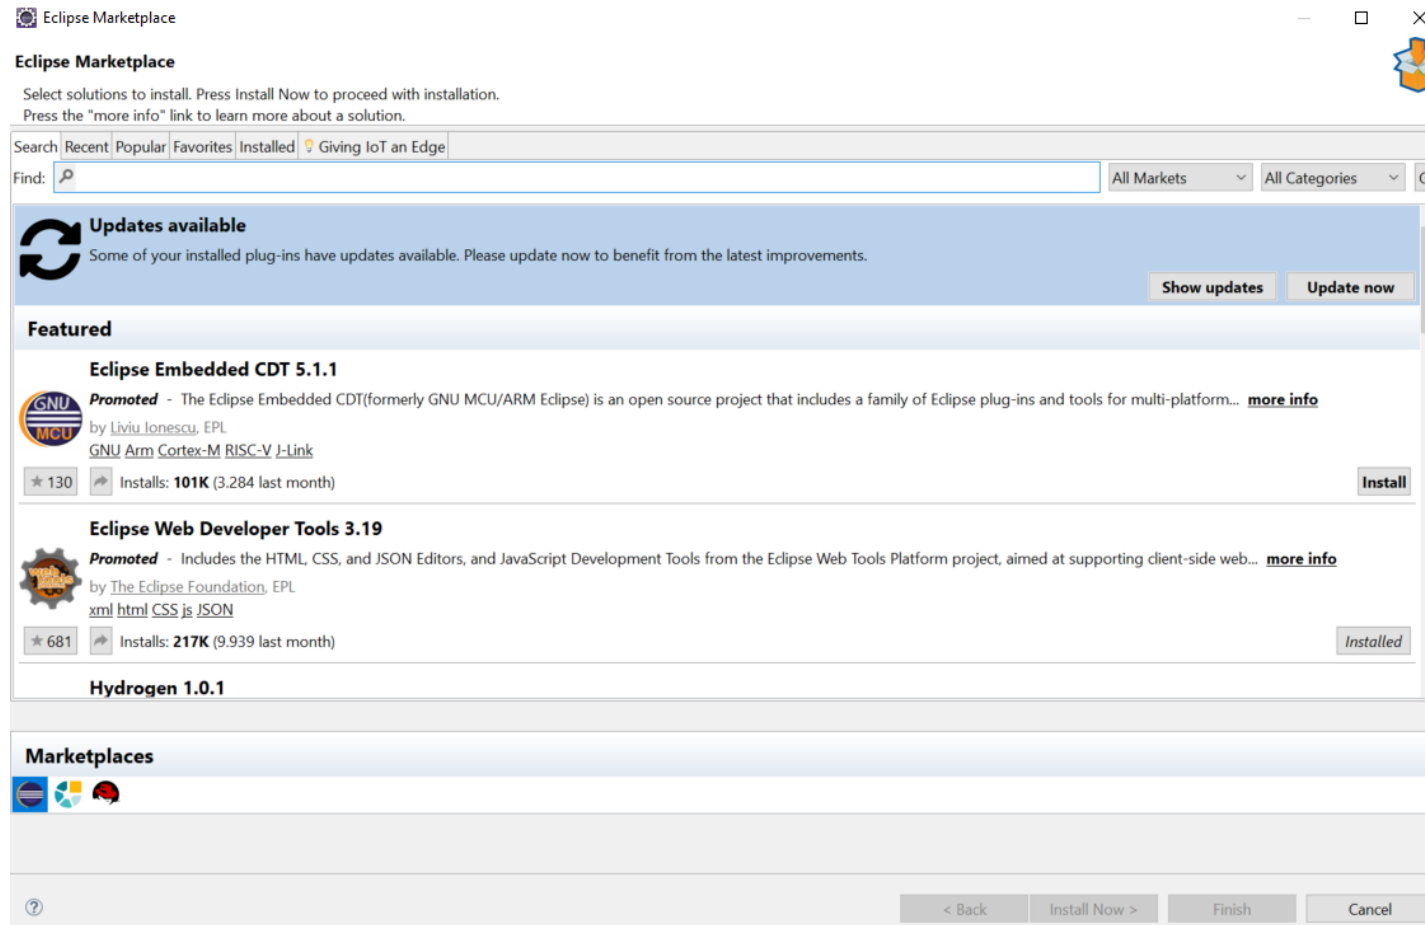 Eclipse Marketplace
Eclipse Marketplace
Select solutions to install. Press Install Now to proceed with installation.
Press the "more info" link to learn more about a solution.
Search Recent Popular Favorites Installed Giving IoT an Edge
Find: All Markets All Categories
Updates available
Some of your installed plug-ins have updates available. Please update now to benefit from the latest improvements.
Show updates Update now
Featured
Eclipse Embedded CDT 5.1.1
Promoted - The Eclipse Embedded CDT(formerly GNU MCU/ARM Eclipse) is an open source project that includes a family of Eclipse plug-ins and tools for multi-platform... more info
GNU
MCU
by Liviu Ionescu, EPL
GNU Arm Cortex-M RISC-V J-Link
130 Installs: 101K (3.284 last month) Install
Eclipse Web Developer Tools 3.19
Promoted - Includes the HTML, CSS, and JSON Editors, and JavaScript Development Tools from the Eclipse Web Tools Platform project, aimed at supporting client-side web... more info
web
tools
by The Eclipse Foundation, EPL
xml html CSS js JSON
681 Installs: 217K (9.939 last month) Installed
Hydrogen 1.0.1
Marketplaces
? < Back Install Now > Finish Cancel